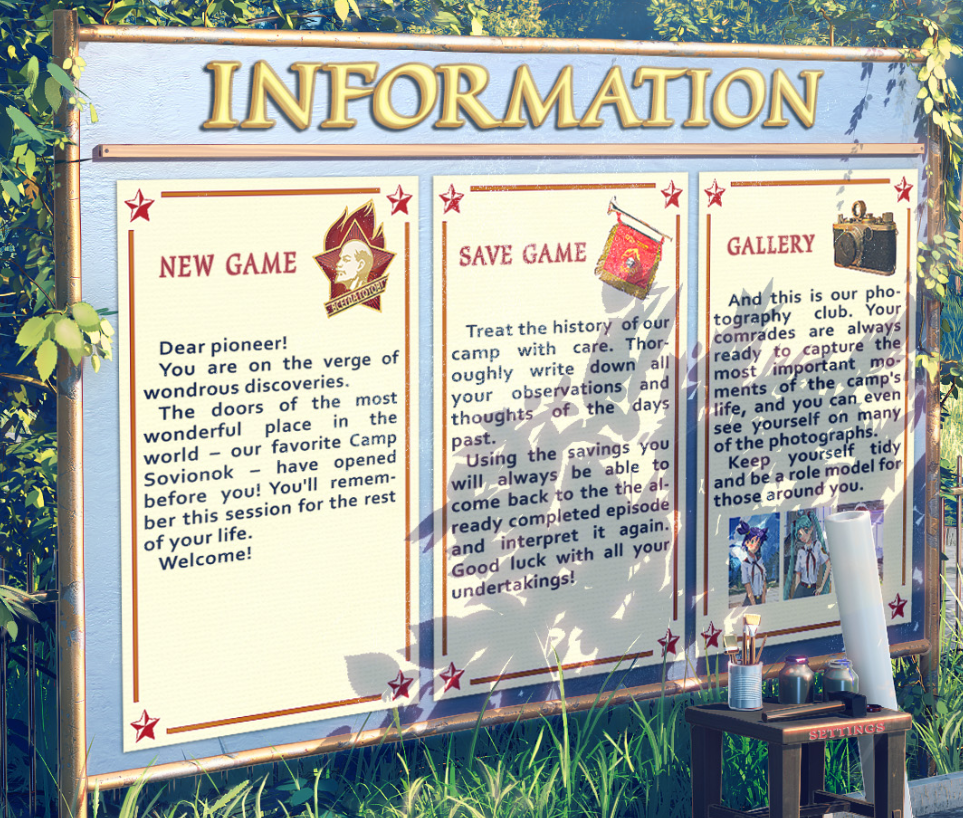 INFORMATION
NEW GAME
ВСЕГДА ГОТОВ!
Dear pioneer!
You are on the verge of
wondrous discoveries.
The doors of the most
wonderful place in the
world – our favorite Camp
Sovionok – have opened
before you! You'll remem-
ber this session for the rest
of your life.
Welcome!
SAVE GAME
Treat the history of our
camp with care. Thor-
oughly write down all
your observations and
thoughts of the days
past.
Using the savings you
will always be able to
come back to the the al-
ready completed episode
and interpret it again.
Good luck with all your
undertakings!
GALLERY
And this is our pho-
tography club. Your
comrades are always
ready to capture the
most important mo-
ments of the camp's
life, and you can even
see yourself on many
of the photographs.
Keep yourself tidy
and be a role model for
those around you.
SETTINGS